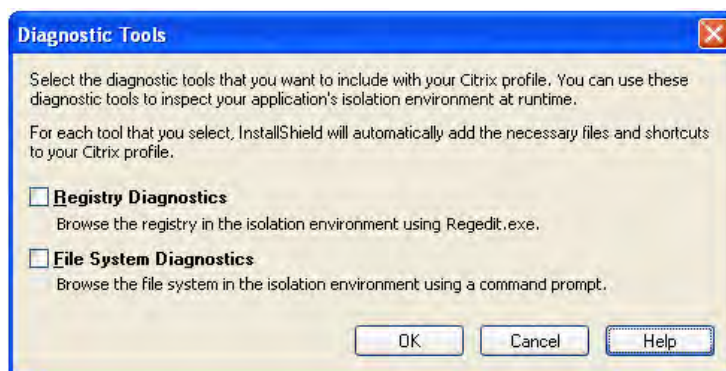 Diagnostic Tools
Select the diagnostic tools that you want to include with your Citrix profile. You can use these
diagnostic tools to inspect your application's isolation environment at runtime.
For each tool that you select, InstallShield will automatically add the necessary files and shortcuts
to your Citrix profile.
Registry Diagnostics
Browse the registry in the isolation environment using Regedit.exe.
File System Diagnostics
Browse the file system in the isolation environment using a command prompt.
OK Cancel Help